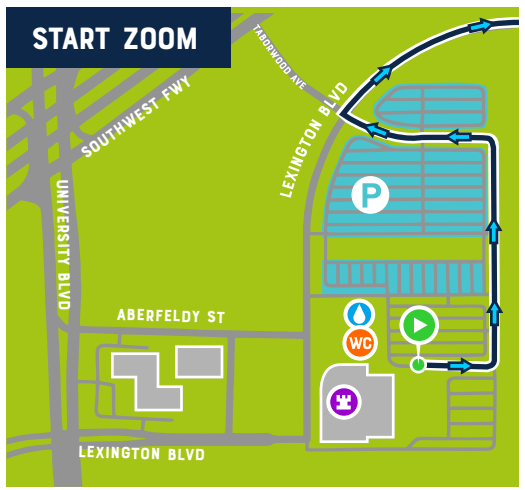 START ZOOM
TABORWOOD AVE
SOUTHWEST FWY
LEXINGTON BLVD
UNIVERSITY BLVD
P
ABERFELDY ST
WC
LEXINGTON BLVD